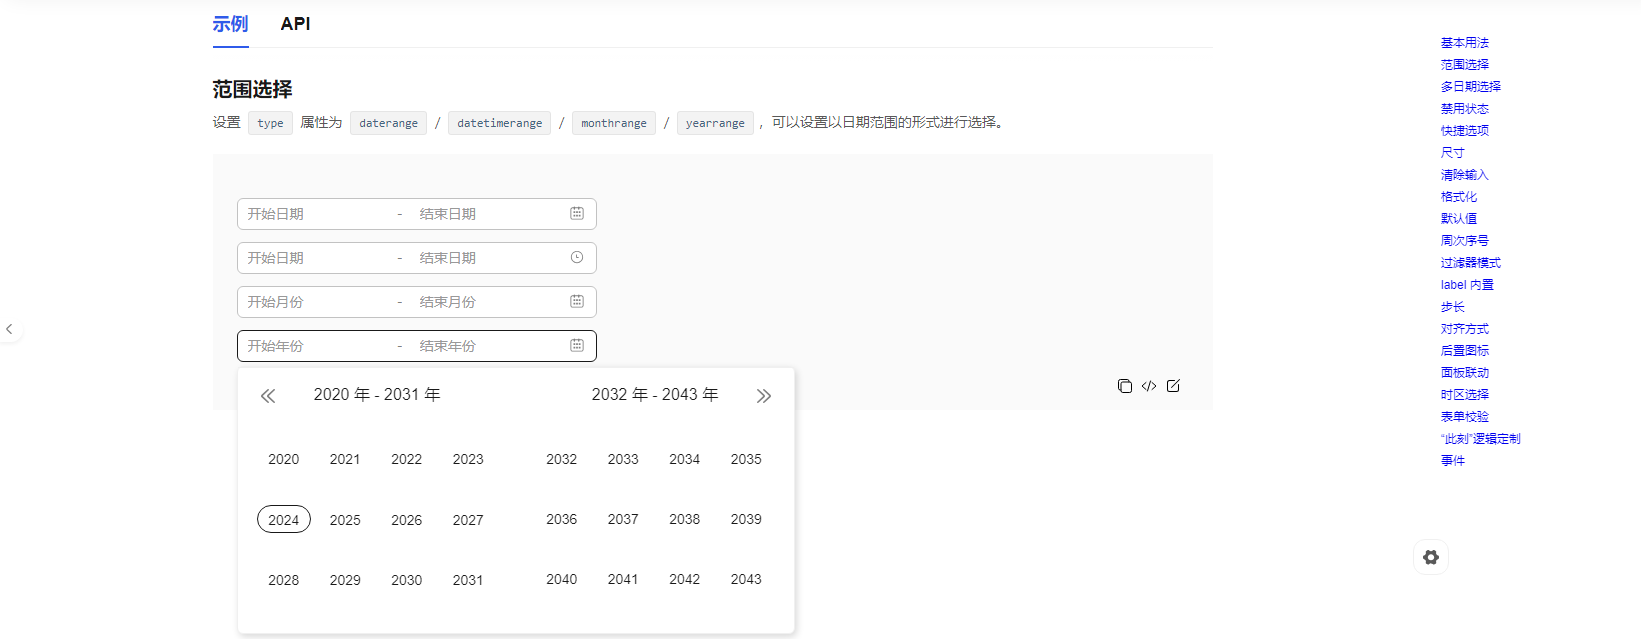 示例 API
范围选择
设置 type 属性为 daterange / datetimerange / monthrange / yearrange ，可以设置以日期范围的形式进行选择。
开始日期 - 结束日期
开始日期 - 结束日期
开始月份 - 结束月份
开始年份 - 结束年份
2020 年 - 2031 年 2032 年 - 2043 年
2020 2021 2022 2023 2032 2033 2034 2035
2024 2025 2026 2027 2036 2037 2038 2039
2028 2029 2030 2031 2040 2041 2042 2043
基本用法
范围选择
多日期选择
禁用状态
快捷选项
尺寸
清除输入
格式化
默认值
周次序号
过滤器模式
label 内置
步长
对齐方式
后置图标
面板联动
时区选择
表单校验
“此刻”逻辑定制
事件